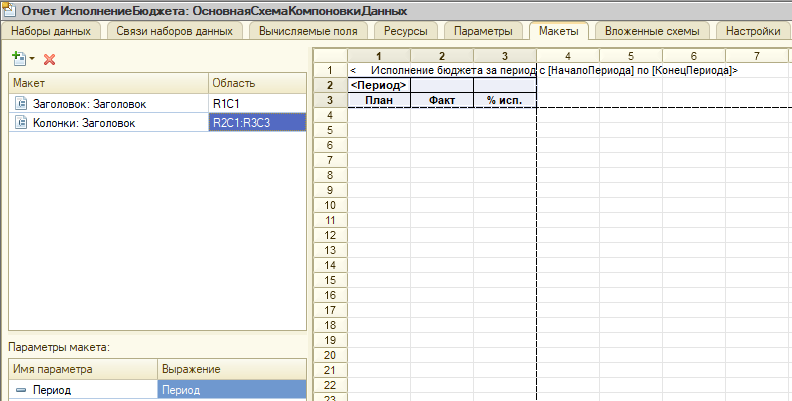 Отчет ИсполнениеБюджета: ОсновнаяСхемаКомпоновкиДанных
Наборы данных Связи наборов данных Вычисляемые поля Ресурсы Параметры Макеты Вложенные схемы Настройки
Макет Область
Заголовок: Заголовок R1C1
Колонки: Заголовок R2C1:R3C3
Параметры макета:
Имя параметра Выражение
Период Период
1 2 3 4 5 6 7
1 < Исполнение бюджета за период с [НачалоПериода] по [КонецПериода]>
2 <Период>
3 План Факт % исп.
4
5
6
7
8
9
10
11
12
13
14
15
16
17
18
19
20
21
22
23